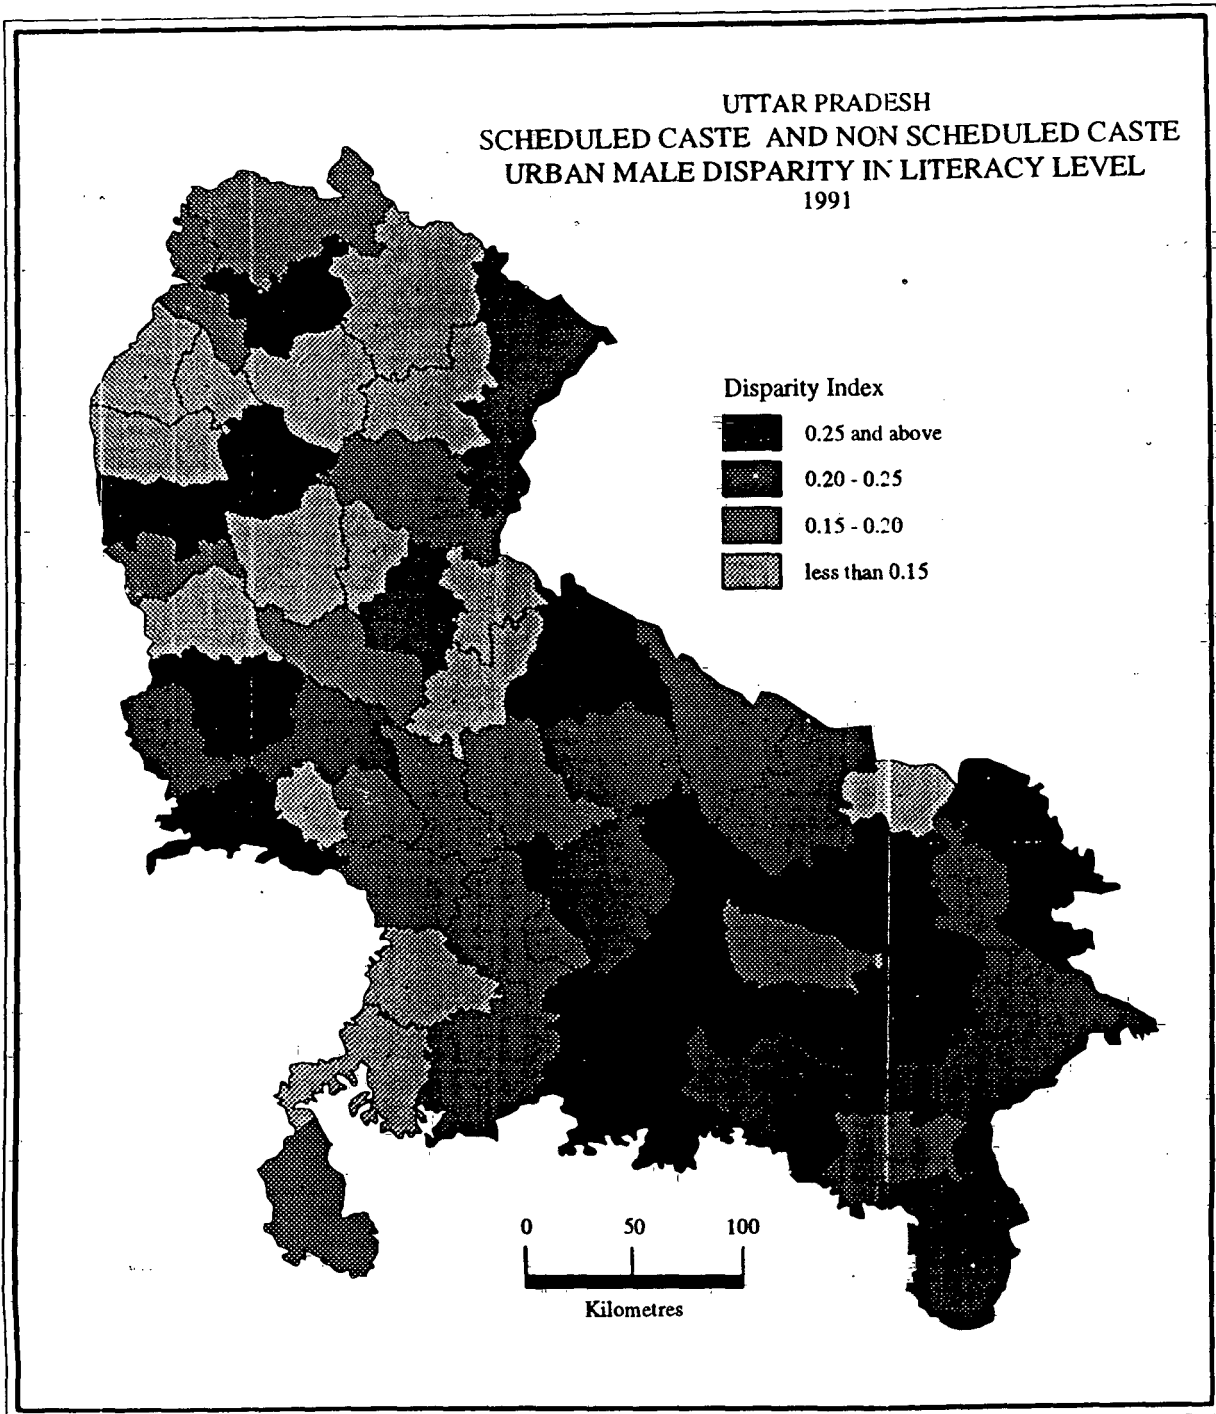 UTTAR PRADESH
SCHEDULED CASTE AND NON SCHEDULED CASTE
URBAN MALE DISPARITY IN LITERACY LEVEL
1991
Disparity Index
0.25 and above
0.20 - 0.25
0.15 - 0.20
less than 0.15
0 50 100
Kilometres